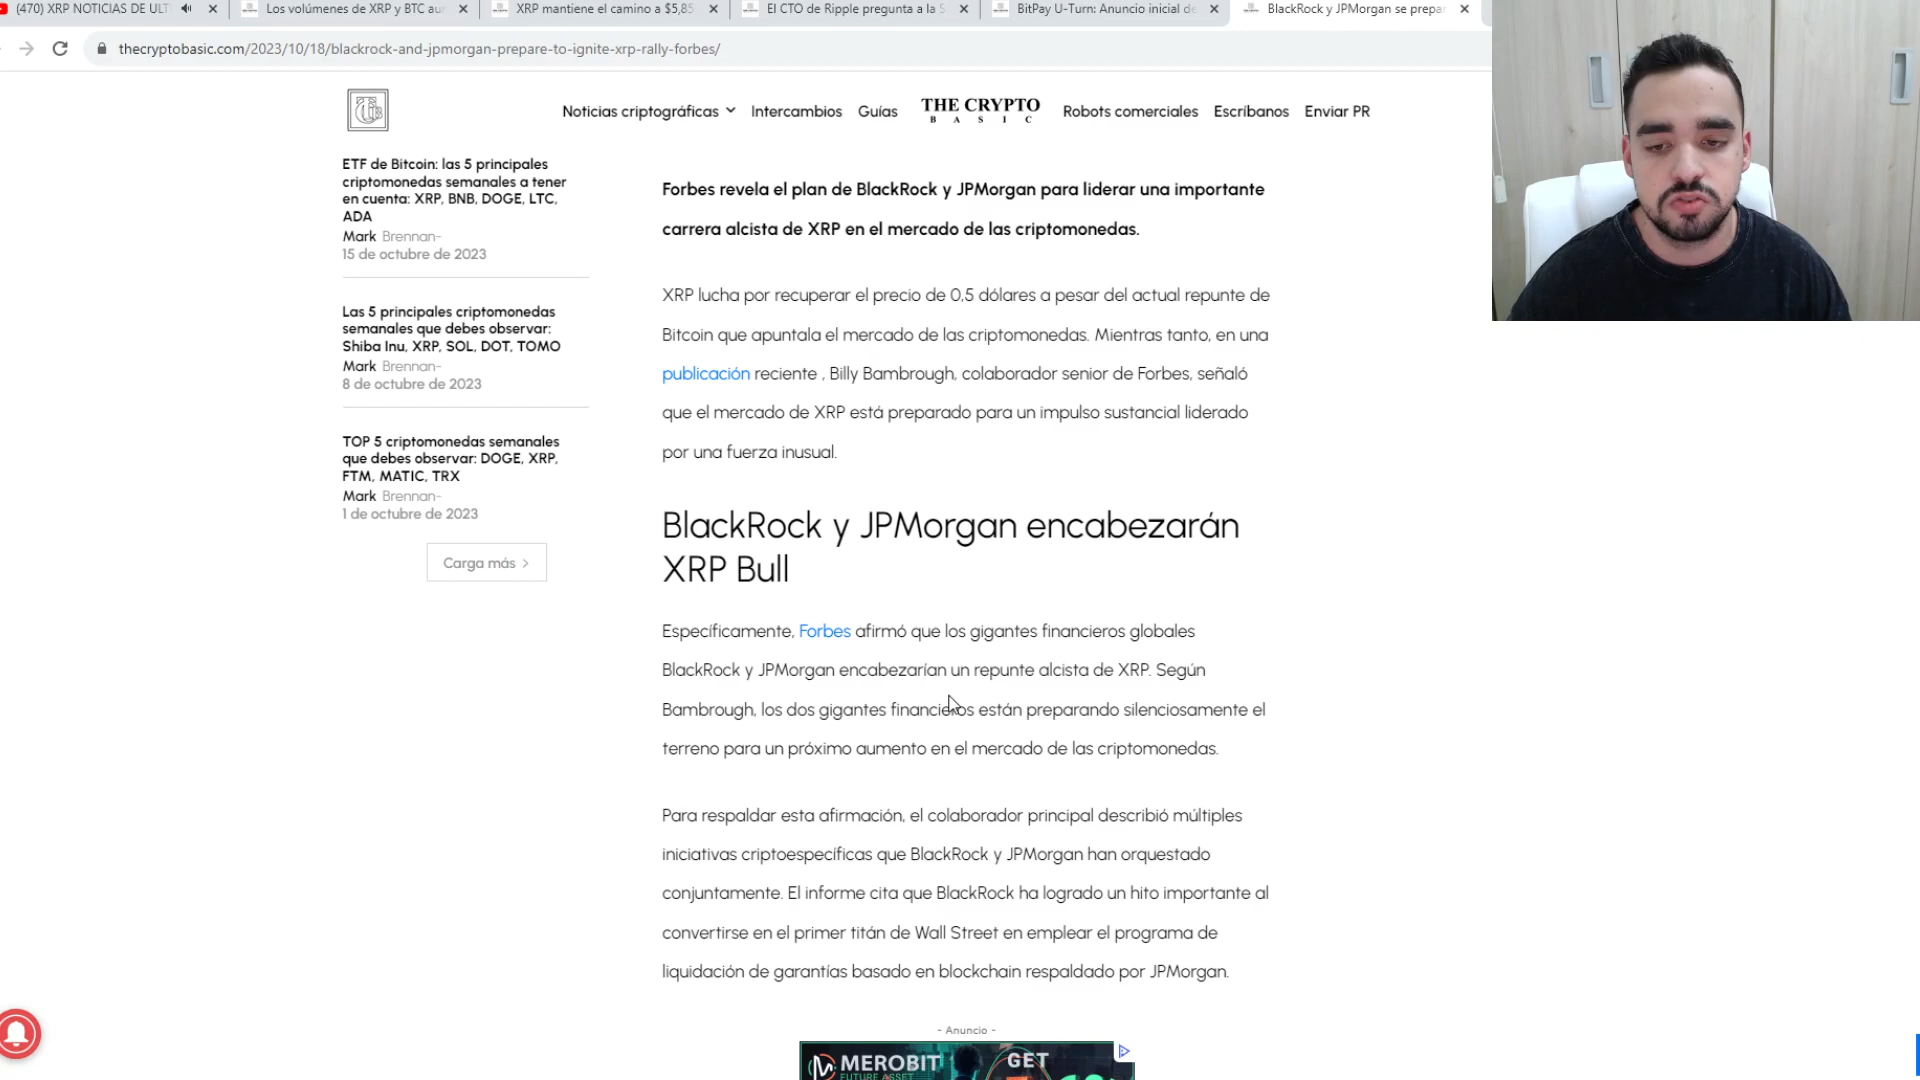 (470) XRP NOTICIAS DE ULT
Los volúmenes de XRP y BTC au
XRP mantiene el camino a $5,85
El CTO de Ripple pregunta a la S
BitPay U-Turn: Anuncio inicial de
BlackRock y JPMorgan se prepar
thecryptobasic.com/2023/10/18/blackrock-and-jpmorgan-prepare-to-ignite-xrp-rally-forbes/
Noticias criptográficas
Intercambios
Guías
THE CRYPTO
BASIC
Robots comerciales
Escríbanos
Enviar PR
ETF de Bitcoin: las 5 principales
criptomonedas semanales a tener
en cuenta: XRP, BNB, DOGE, LTC,
ADA
Mark Brennan-
15 de octubre de 2023
Las 5 principales criptomonedas
semanales que debes observar:
Shiba Inu, XRP, SOL, DOT, TOMO
Mark Brennan-
8 de octubre de 2023
TOP 5 criptomonedas semanales
que debes observar: DOGE, XRP,
FTM, MATIC, TRX
Mark Brennan-
1 de octubre de 2023
Carga más
Forbes revela el plan de BlackRock y JPMorgan para liderar una importante
carrera alcista de XRP en el mercado de las criptomonedas.
XRP lucha por recuperar el precio de 0,5 dólares a pesar del actual repunte de
Bitcoin que apuntala el mercado de las criptomonedas. Mientras tanto, en una
publicación reciente , Billy Bambrough, colaborador senior de Forbes, señaló
que el mercado de XRP está preparado para un impulso sustancial liderado
por una fuerza inusual.
BlackRock y JPMorgan encabezarán
XRP Bull
Específicamente, Forbes afirmó que los gigantes financieros globales
BlackRock y JPMorgan encabezarían un repunte alcista de XRP. Según
Bambrough, los dos gigantes financieros están preparando silenciosamente el
terreno para un próximo aumento en el mercado de las criptomonedas.
Para respaldar esta afirmación, el colaborador principal describió múltiples
iniciativas criptoespecíficas que BlackRock y JPMorgan han orquestado
conjuntamente. El informe cita que BlackRock ha logrado un hito importante al
convertirse en el primer titán de Wall Street en emplear el programa de
liquidación de garantías basado en blockchain respaldado por JPMorgan.
- Anuncio -
MEROBIT
FUTURE ASSET
GET